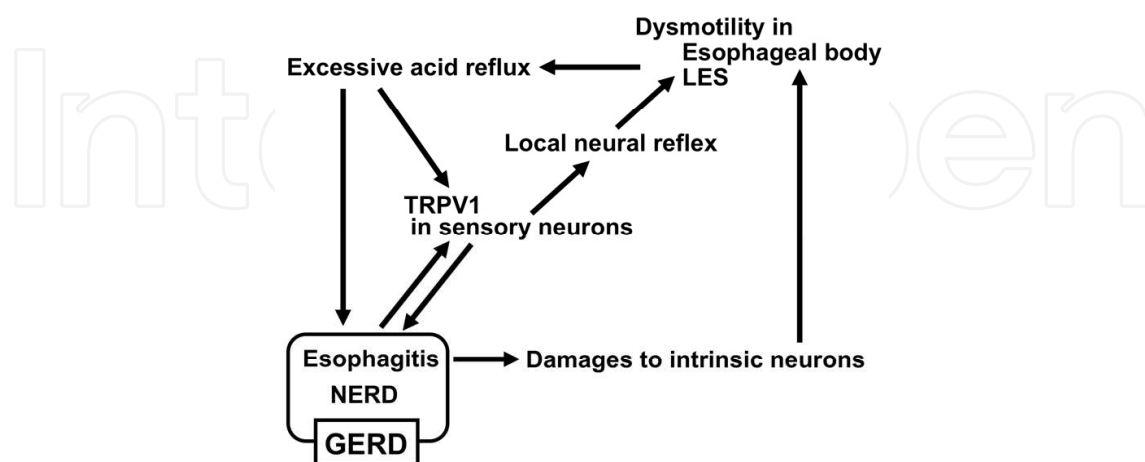 Dysmotility in
Esophageal body
LES
Excessive acid reflux
Local neural reflex
TRPV1
in sensory neurons
Esophagitis
NERD
GERD
Damages to intrinsic neurons